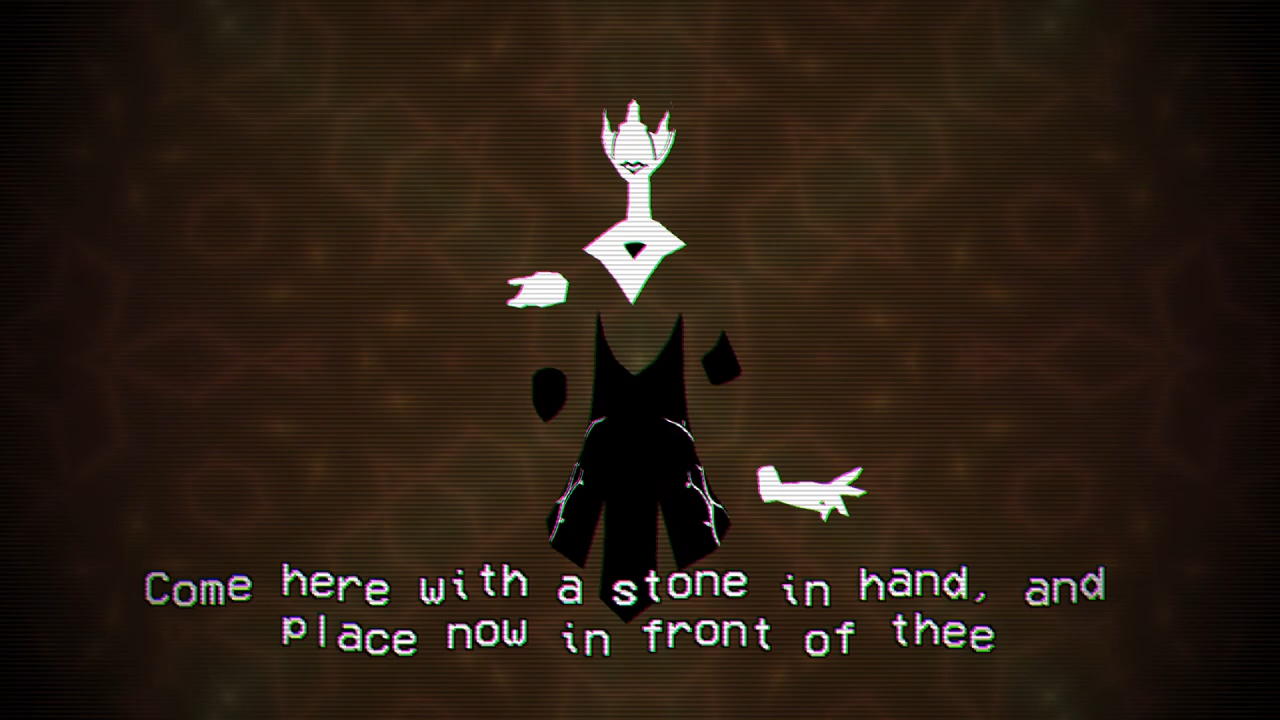 Come here with a stone in hand, and
place now in front of thee